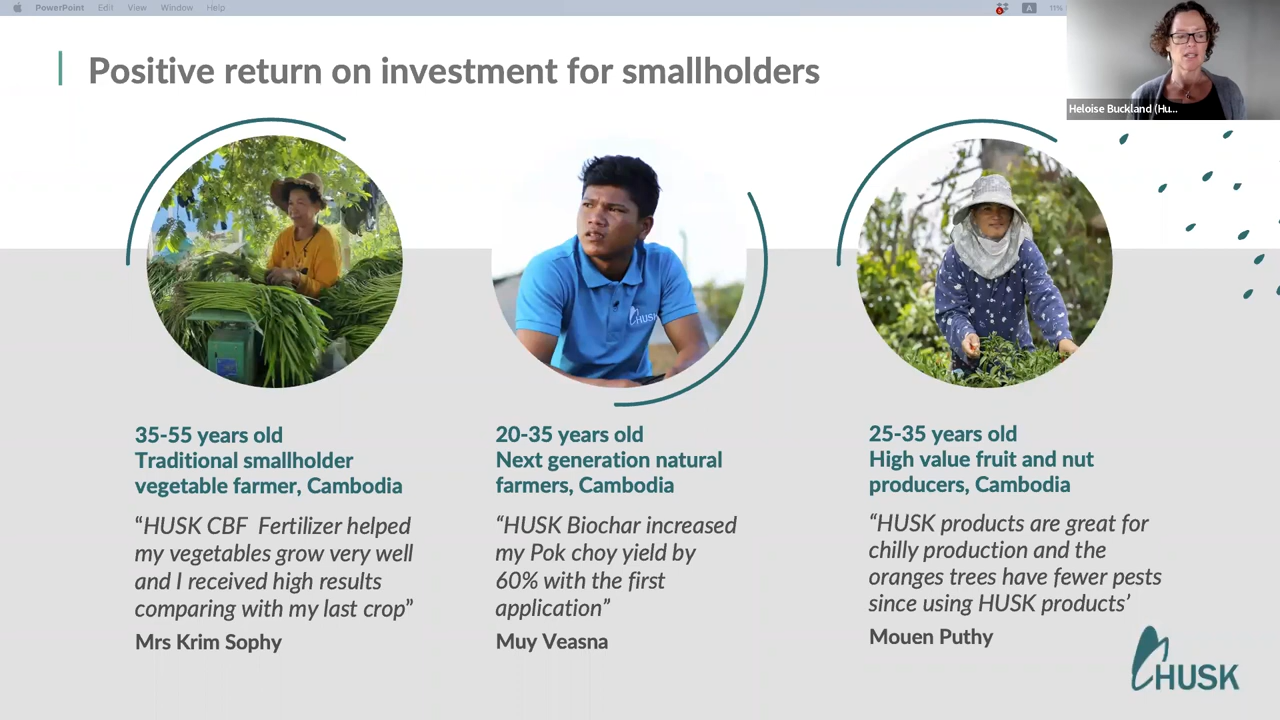 PowerPoint Edit View Window Help
A 11%
Positive return on investment for smallholders
Heloise Buckland (Hu...
HUSK
35-55 years old
Traditional smallholder
vegetable farmer, Cambodia
“HUSK CBF Fertilizer helped
my vegetables grow very well
and I received high results
comparing with my last crop”
Mrs Krim Sophy
20-35 years old
Next generation natural
farmers, Cambodia
“HUSK Biochar increased
my Pok choy yield by
60% with the first
application”
Muy Veasna
25-35 years old
High value fruit and nut
producers, Cambodia
“HUSK products are great for
chilly production and the
oranges trees have fewer pests
since using HUSK products’
Mouen Puthy
HUSK